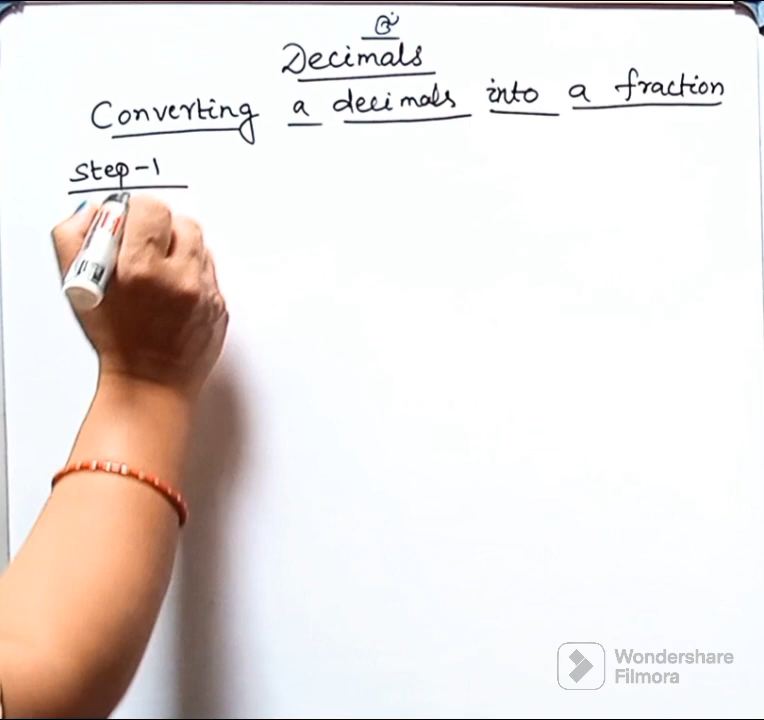 Decimals
Converting a decimals into a fraction
Step-1
Wondershare
Filmora